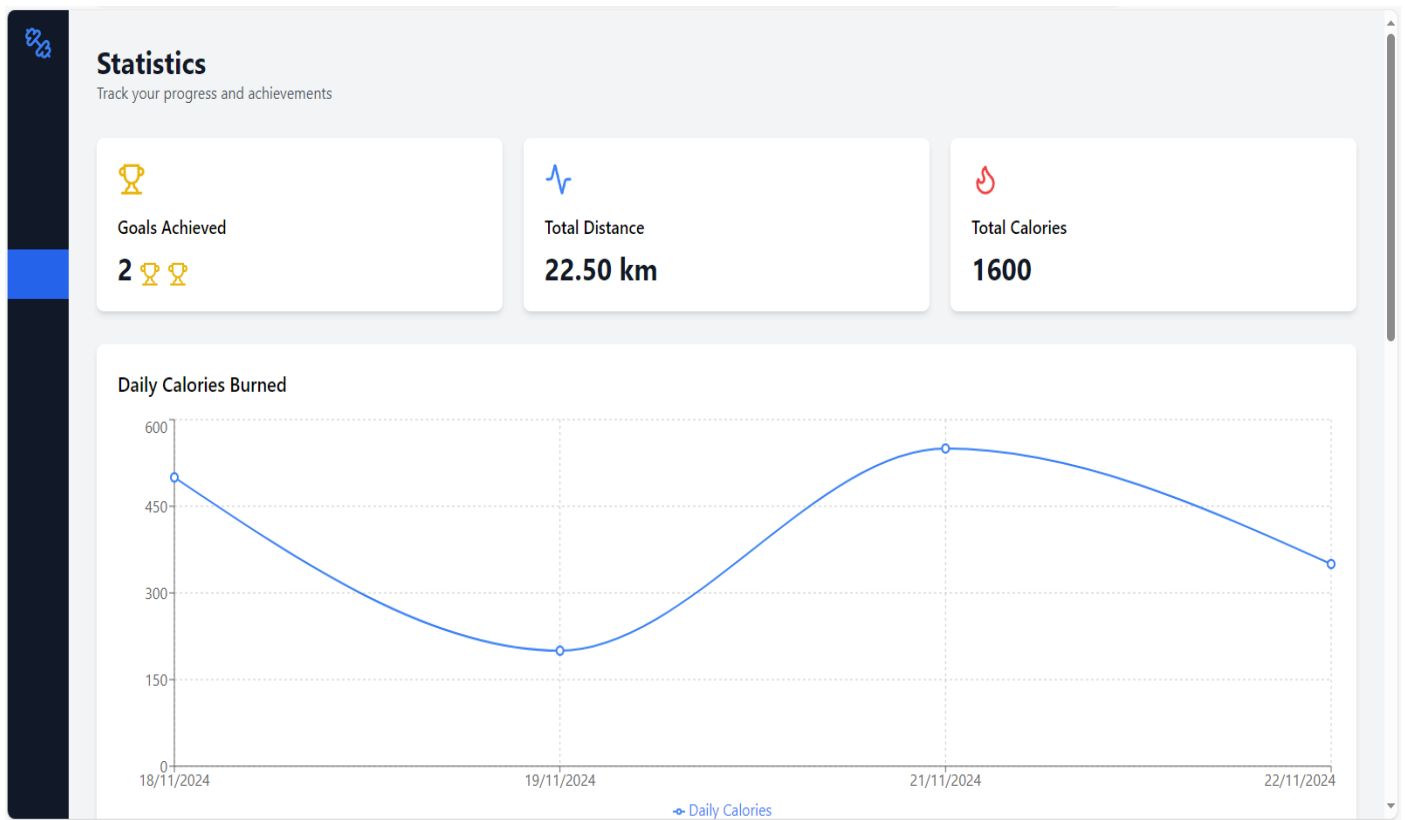 Statistics
Track your progress and achievements
Goals Achieved
2
Total Distance
22.50 km
Total Calories
1600
Daily Calories Burned
600
450
300
150
0
18/11/2024 19/11/2024 21/11/2024 22/11/2024
Daily Calories